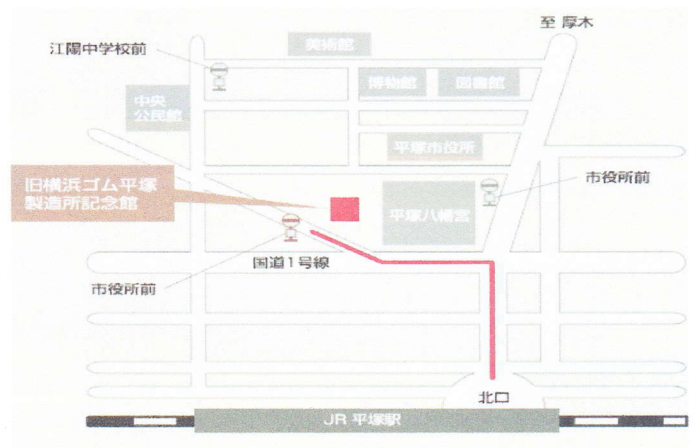 至 厚木
江陽中学校前
美術館
博物館
図書館
中央
公民館
平塚市役所
旧横浜ゴム平塚
製造所記念館
市役所前
平塚八幡宮
国道1号線
市役所前
北口
JR 平塚駅